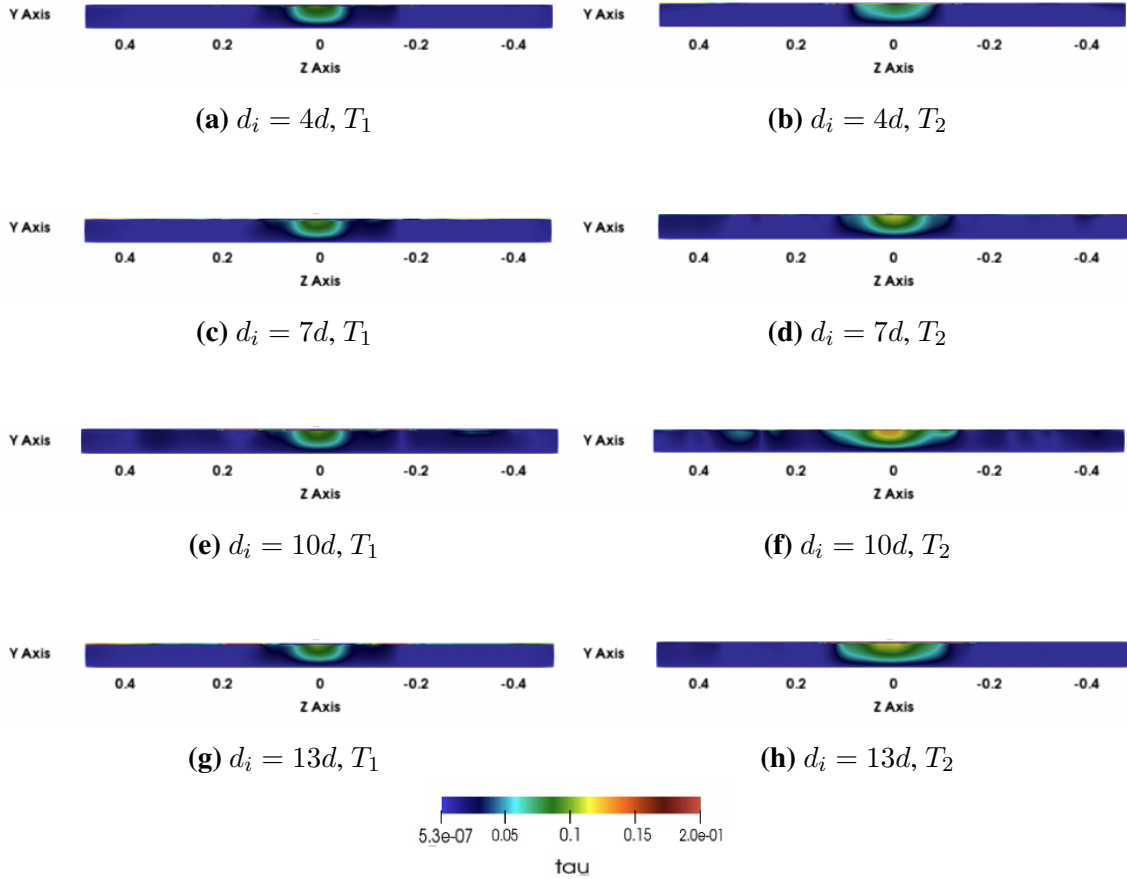 Y Axis Y Axis
0.4 0.2 0 -0.2 -0.4 0.4 0.2 0 -0.2 -0.4
Z Axis Z Axis
(a) d_i = 4d, T_1 (b) d_i = 4d, T_2
Y Axis Y Axis
0.4 0.2 0 -0.2 -0.4 0.4 0.2 0 -0.2 -0.4
Z Axis Z Axis
(c) d_i = 7d, T_1 (d) d_i = 7d, T_2
Y Axis Y Axis
0.4 0.2 0 -0.2 -0.4 0.4 0.2 0 -0.2 -0.4
Z Axis Z Axis
(e) d_i = 10d, T_1 (f) d_i = 10d, T_2
Y Axis Y Axis
0.4 0.2 0 -0.2 -0.4 0.4 0.2 0 -0.2 -0.4
Z Axis Z Axis
(g) d_i = 13d, T_1 (h) d_i = 13d, T_2
5.3e-07 0.05 0.1 0.15 2.0e-01
tau